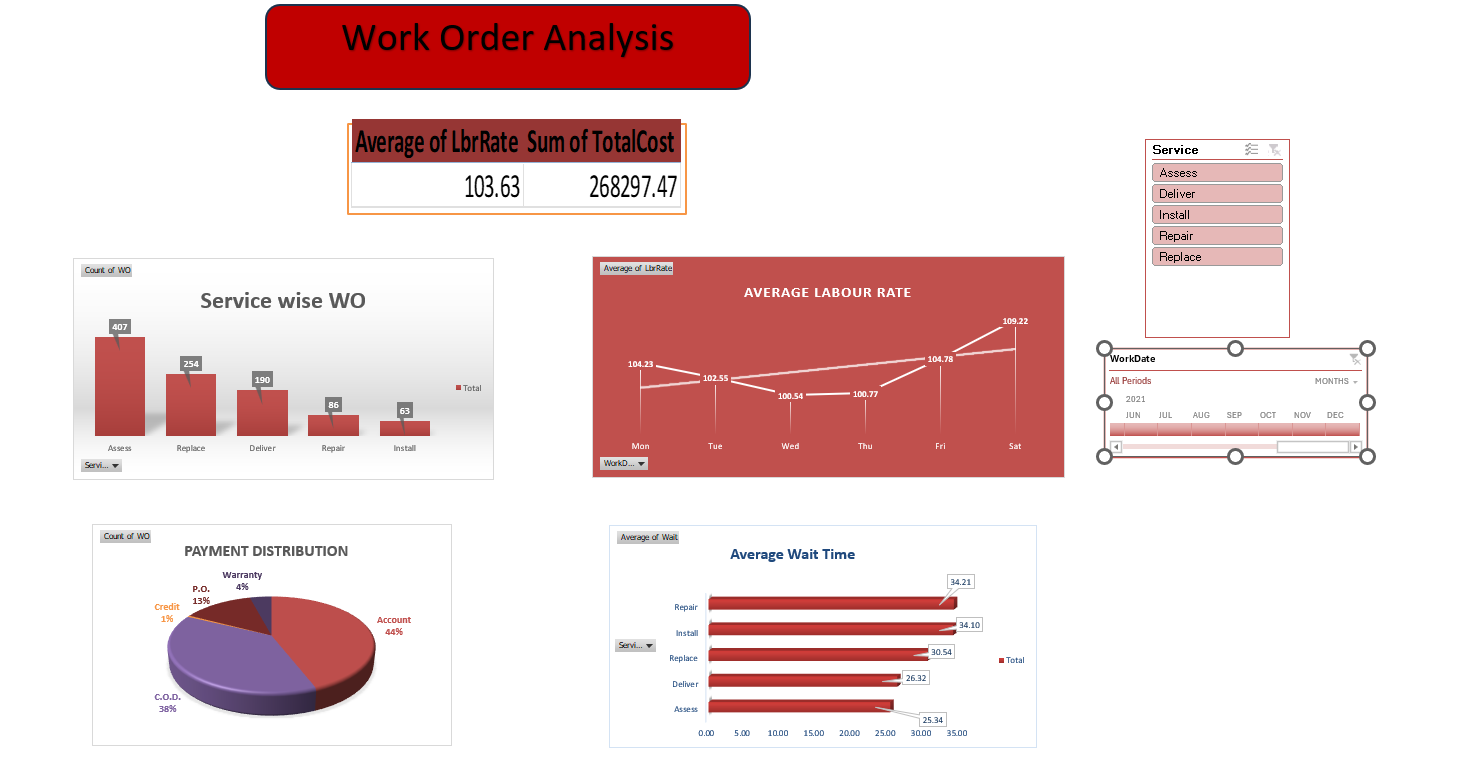 Work Order Analysis
Average of LbrRate Sum of TotalCost
103.63 268297.47
Service
Assess
Deliver
Install
Repair
Replace
WorkDate
All Periods MONTHS
2021
JUN JUL AUG SEP OCT NOV DEC
Count of WO
Service wise WO
407
254
190
86
63
Total
Assess Replace Deliver Repair Install
Servi...
Average of LbrRate
AVERAGE LABOUR RATE
104.23
102.55
100.54
100.77
104.78
109.22
Mon Tue Wed Thu Fri Sat
WorkD...
Count of WO
PAYMENT DISTRIBUTION
Warranty
4%
P.O.
13%
Credit
1%
Account
44%
C.O.D.
38%
Average of Wait
Average Wait Time
Repair 34.21
Install 34.10
Servi...
Replace 30.54
Total
Deliver 26.32
Assess 25.34
0.00 5.00 10.00 15.00 20.00 25.00 30.00 35.00